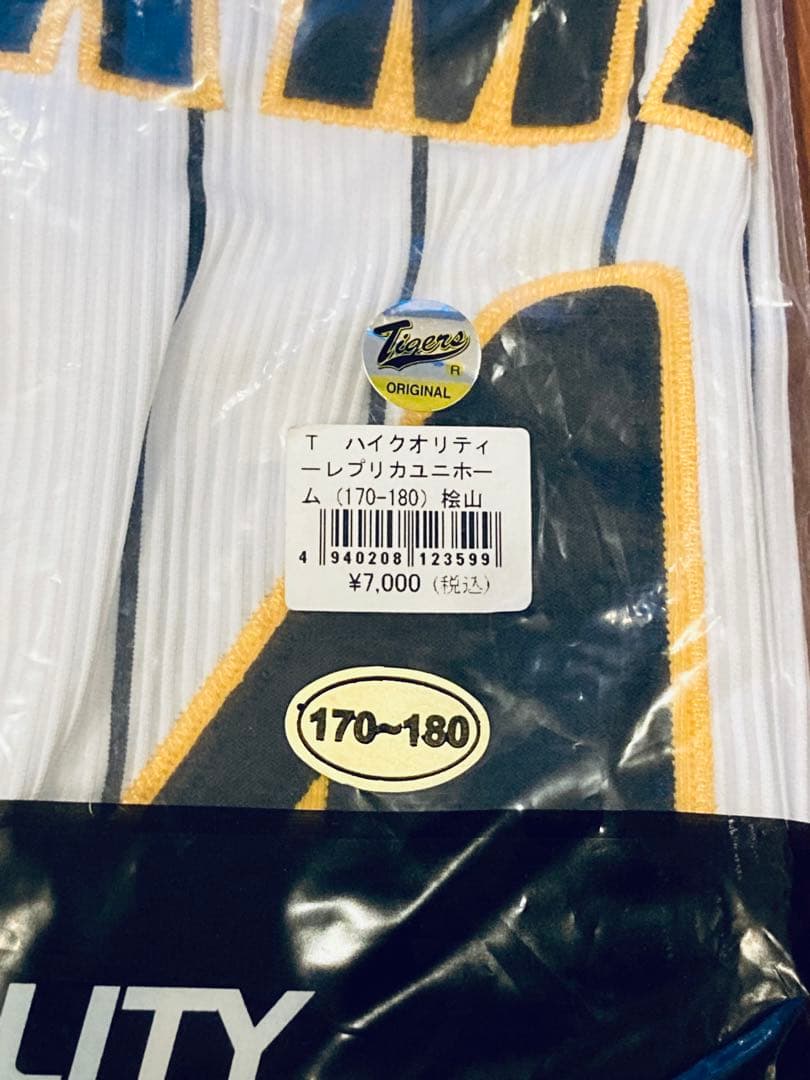 AMA
Tigers
R
ORIGINAL
T ハイクオリティ
ーレプリカユニホー
ム (170-180) 桧山
4 940208 123599
¥7,000 (税込)
170~180
LITY